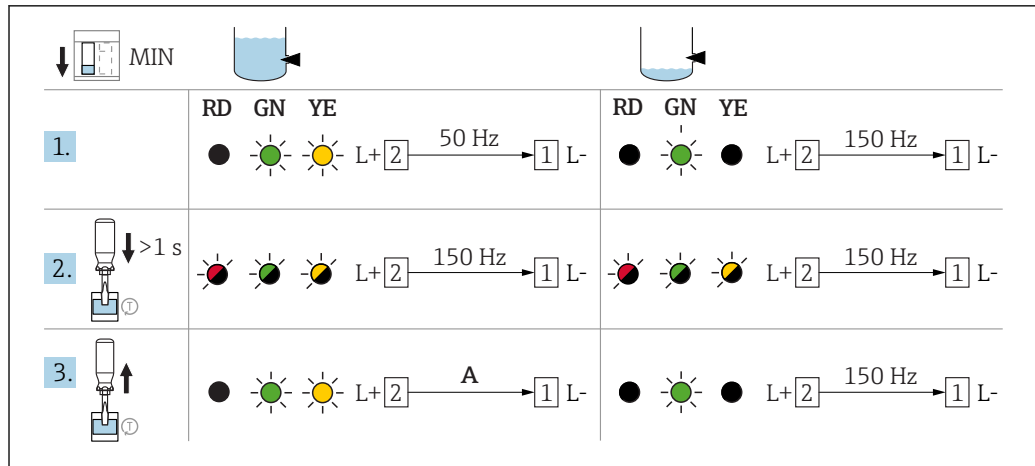 MIN
RD GN YE RD GN YE
1. L+ 2 50 Hz 1 L- L+ 2 150 Hz 1 L-
2. >1 s L+ 2 150 Hz 1 L- L+ 2 150 Hz 1 L-
T
3. L+ 2 A 1 L- L+ 2 150 Hz 1 L-
T